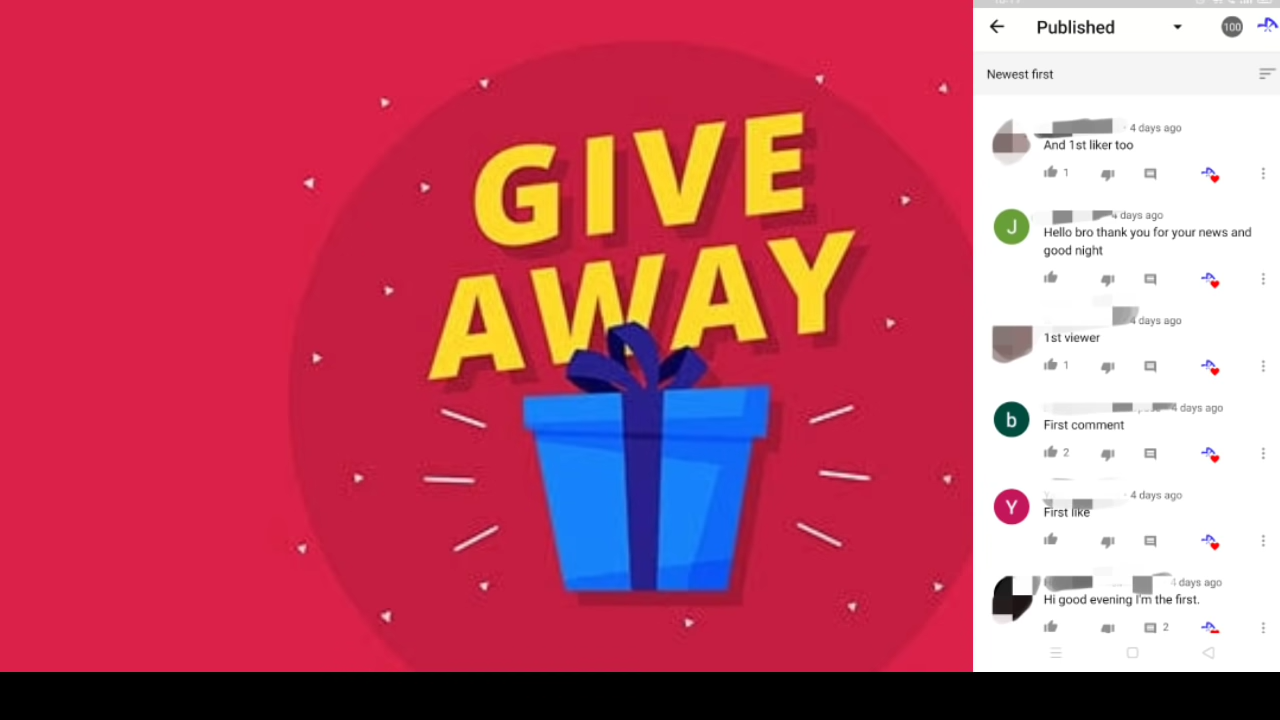 GIVE
AWAY
Published
100
Newest first
4 days ago
And 1st liker too
1
J
4 days ago
Hello bro thank you for your news and
good night
4 days ago
1st viewer
1
b
4 days ago
First comment
2
Y
4 days ago
First like
4 days ago
Hi good evening I'm the first.
2